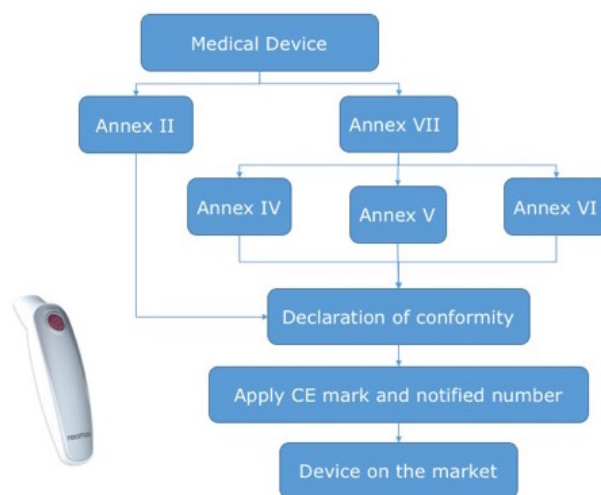 Medical Device
Annex II
Annex VII
Annex IV
Annex V
Annex VI
Declaration of conformity
Apply CE mark and notified number
Device on the market